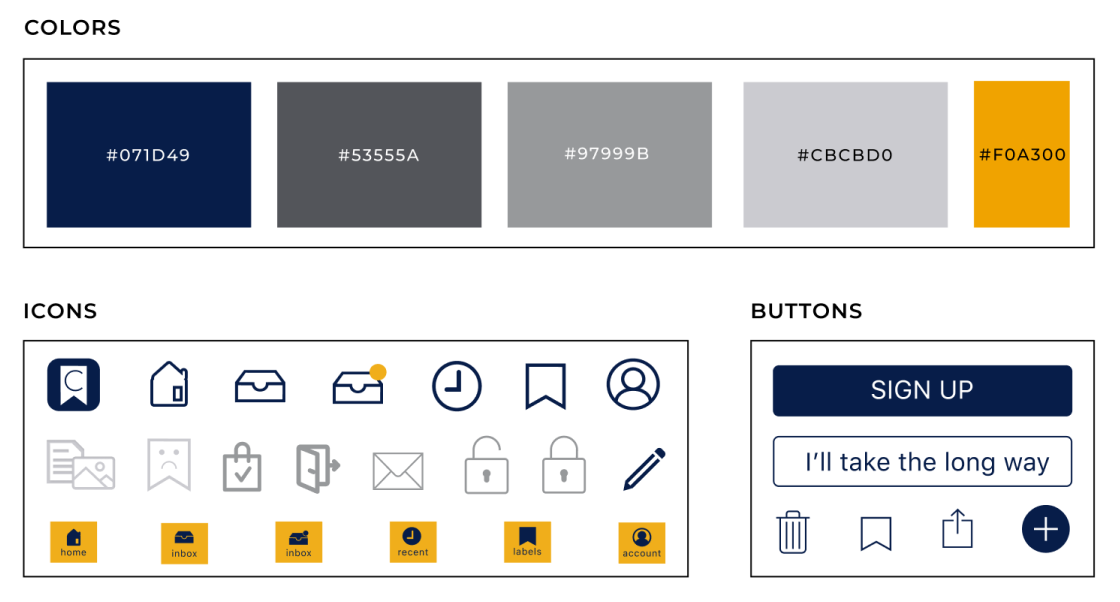 COLORS
#071D49
#53555A
#97999B
#CBCBD0
#F0A300
ICONS
C
home
inbox
inbox
recent
labels
account
BUTTONS
SIGN UP
I'll take the long way